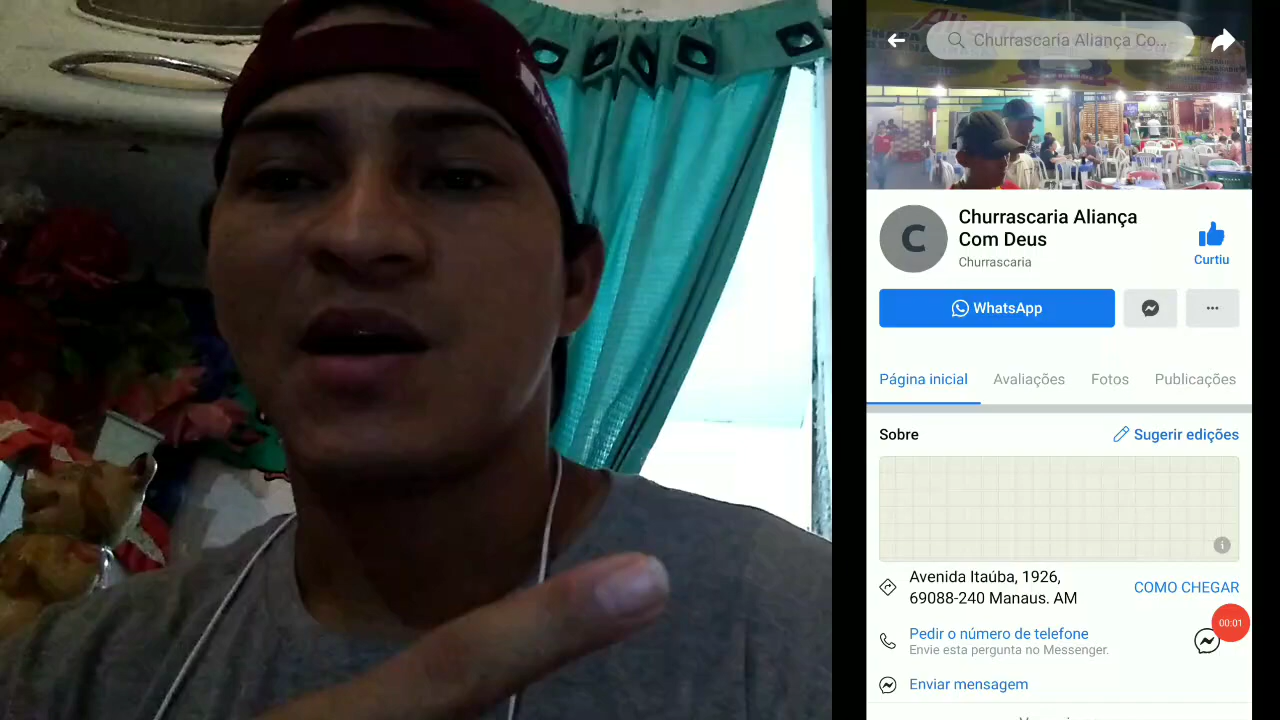 Churrascaria Aliança Co...
C
Churrascaria Aliança
Com Deus
Churrascaria
Curtiu
WhatsApp
Página inicial
Avaliações
Fotos
Publicações
Sobre
Sugerir edições
Avenida Itaúba, 1926,
69088-240 Manaus. AM
COMO CHEGAR
00:01
Pedir o número de telefone
Envie esta pergunta no Messenger.
Enviar mensagem